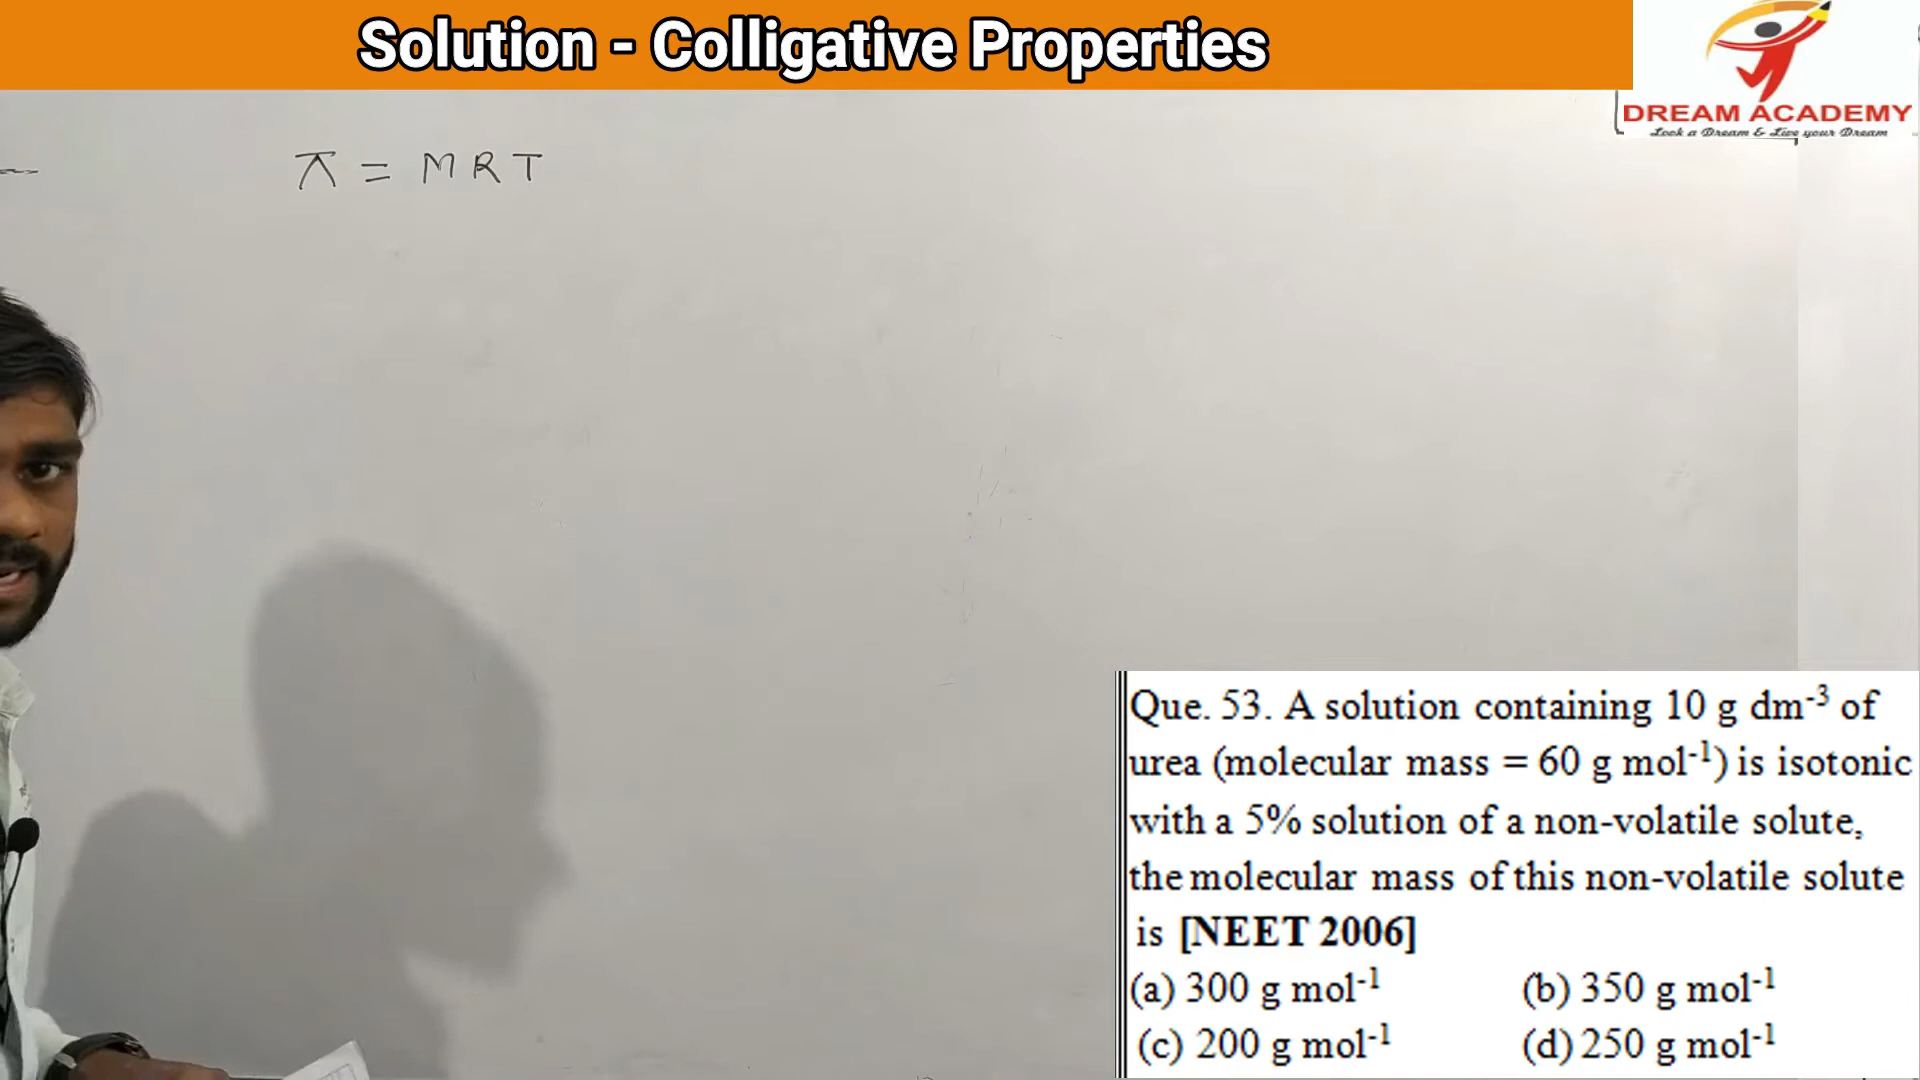 Solution - Colligative Properties
DREAM ACADEMY
Look a Dream & Live your Dream
π = M R T
Que. 53. A solution containing 10 g dm⁻³ of
urea (molecular mass = 60 g mol⁻¹) is isotonic
with a 5% solution of a non-volatile solute,
the molecular mass of this non-volatile solute
is [NEET 2006]
(a) 300 g mol⁻¹ (b) 350 g mol⁻¹
(c) 200 g mol⁻¹ (d) 250 g mol⁻¹